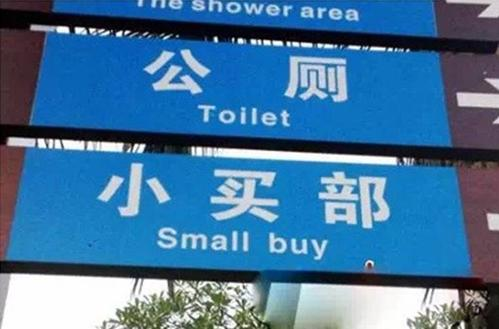 The shower area
公厕
Toilet
小买部
Small buy